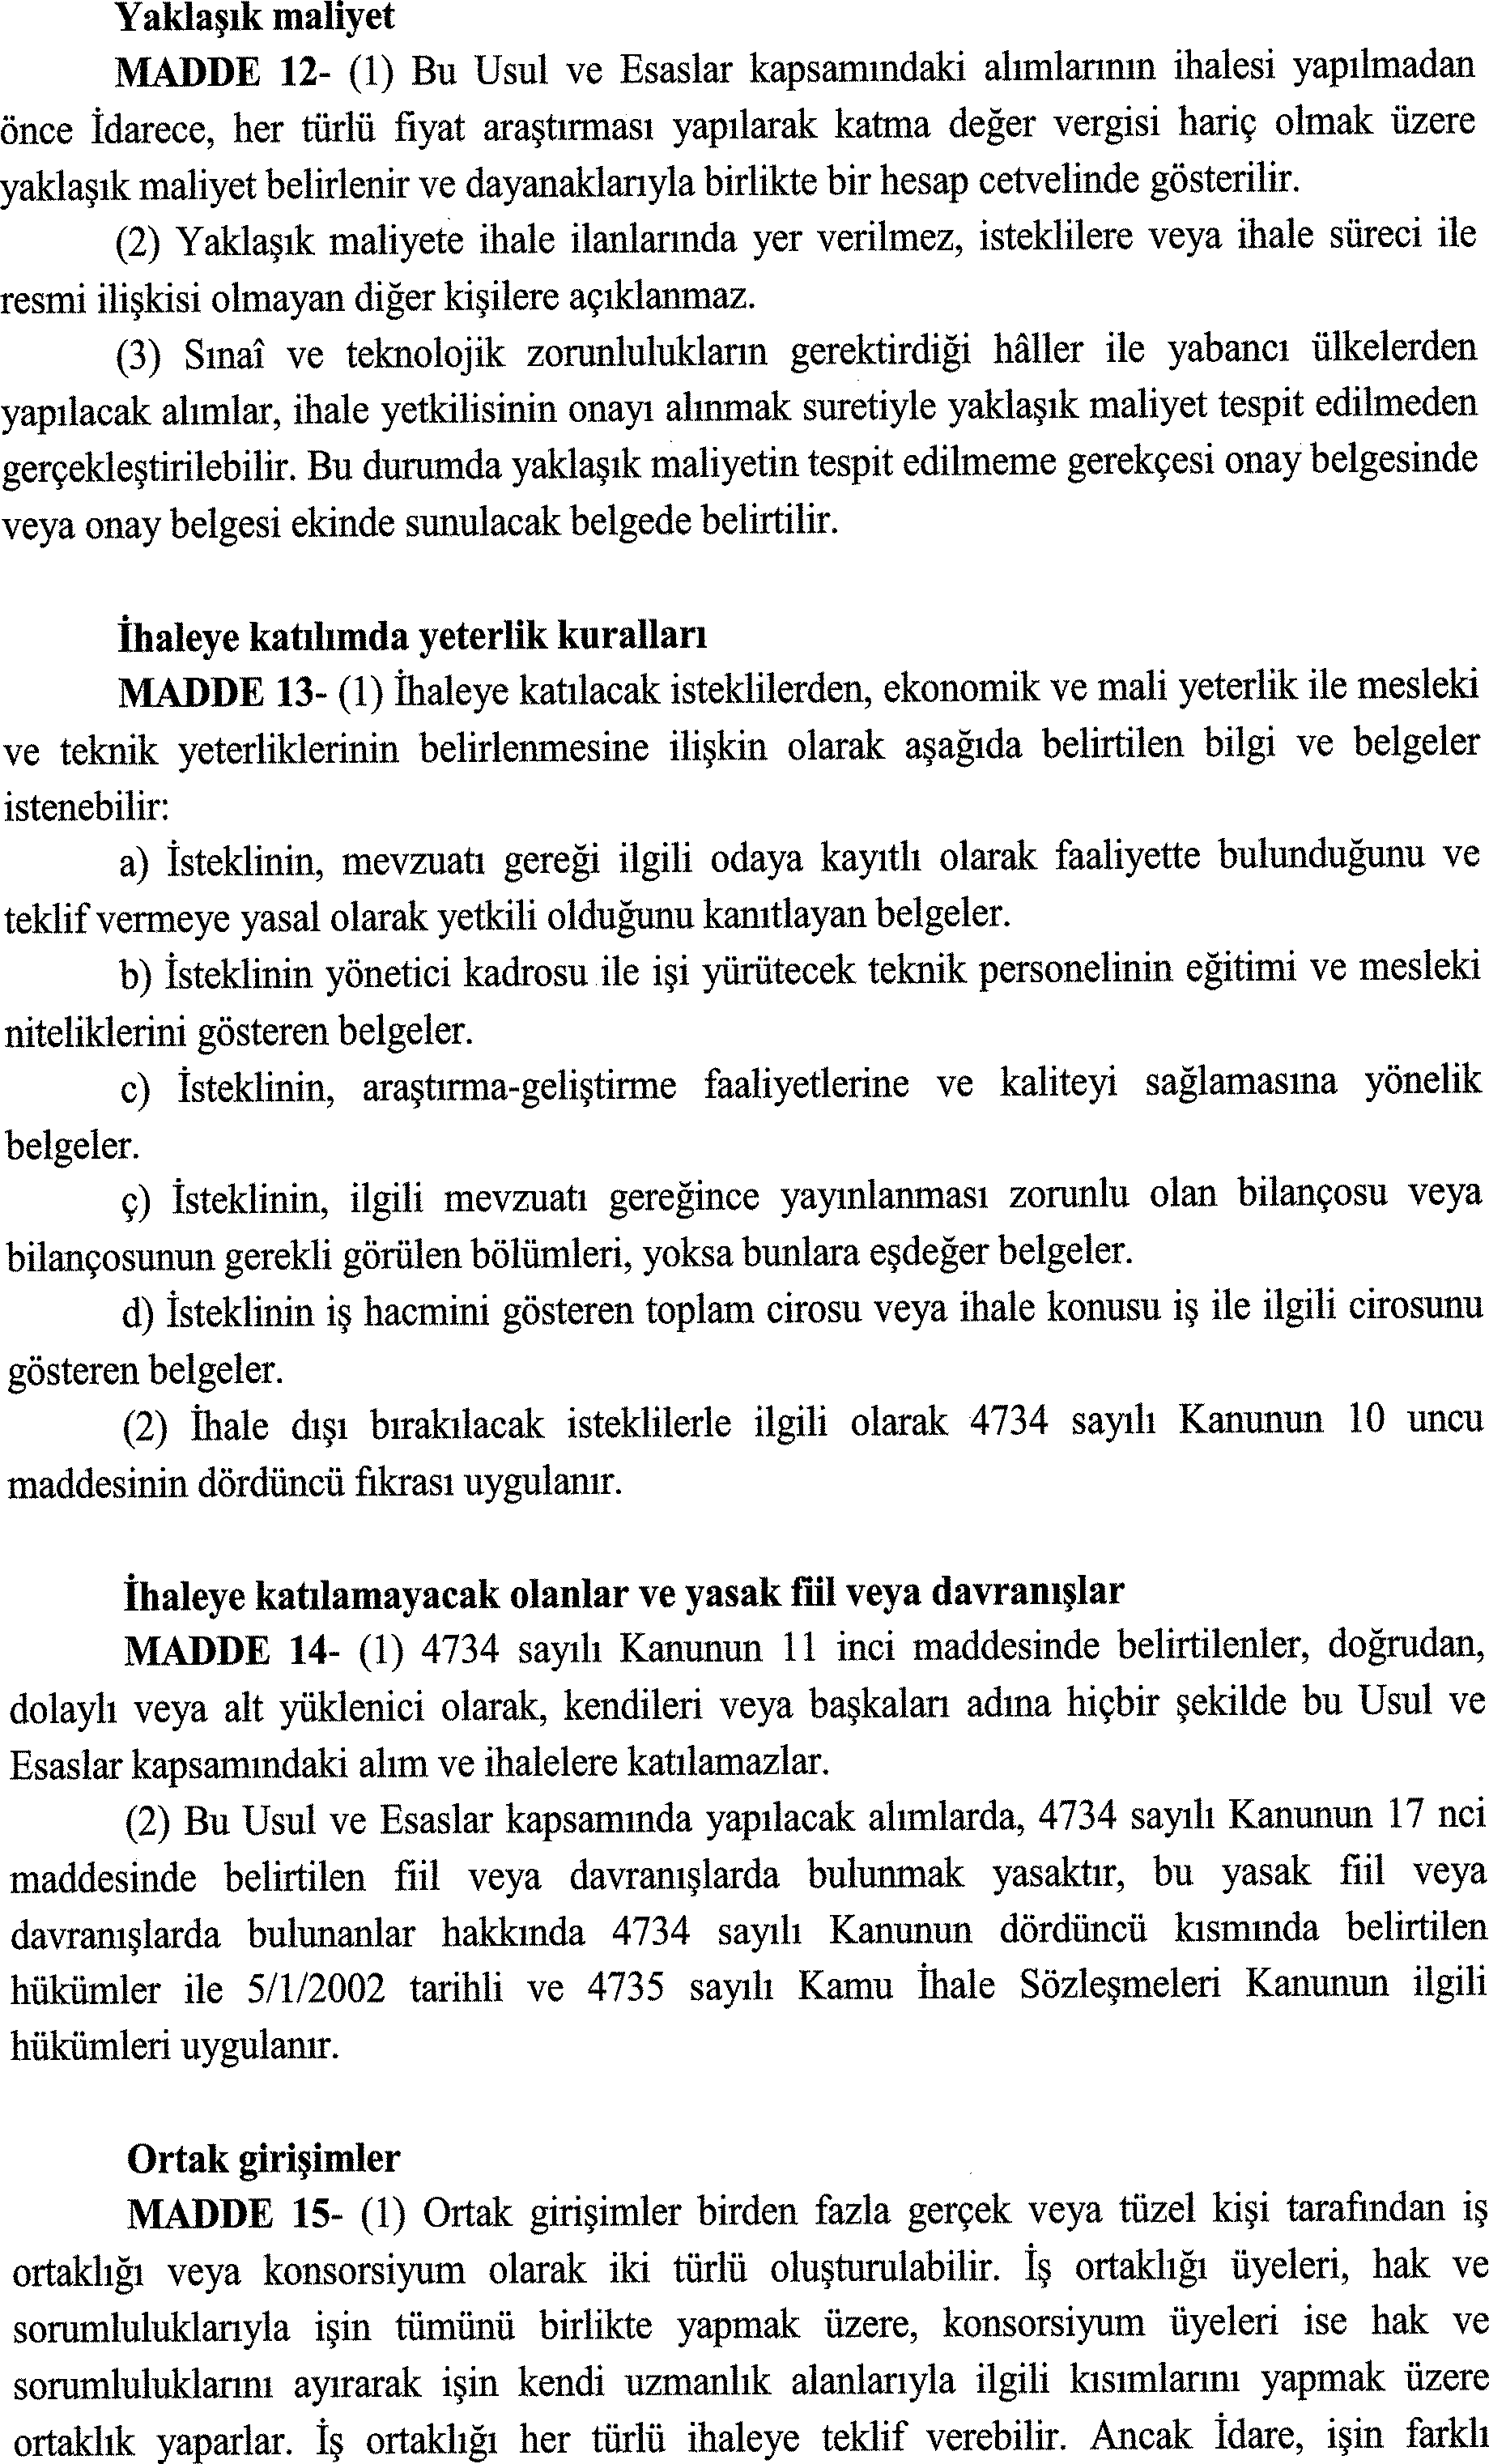 Yaklaşık maliyet
MADDE 12- (1) Bu Usul ve Esaslar kapsamındaki alımlarının ihalesi yapılmadan
önce İdarece, her türlü fiyat araştırması yapılarak katma değer vergisi hariç olmak üzere
yaklaşık maliyet belirlenir ve dayanaklarıyla birlikte bir hesap cetvelinde gösterilir.
(2) Yaklaşık maliyete ihale ilanlarında yer verilmez, isteklilere veya ihale süreci ile
resmi ilişkisi olmayan diğer kişilere açıklanmaz.
(3) Sınaî ve teknolojik zorunlulukların gerektirdiği hâller ile yabancı ülkelerden
yapılacak alımlar, ihale yetkilisinin onayı alınmak suretiyle yaklaşık maliyet tespit edilmeden
gerçekleştirilebilir. Bu durumda yaklaşık maliyetin tespit edilmeme gerekçesi onay belgesinde
veya onay belgesi ekinde sunulacak belgede belirtilir.
İhaleye katılımda yeterlik kuralları
MADDE 13- (1) İhaleye katılacak isteklilerden, ekonomik ve mali yeterlik ile mesleki
ve teknik yeterliklerinin belirlenmesine ilişkin olarak aşağıda belirtilen bilgi ve belgeler
istenebilir:
a) İsteklinin, mevzuatı gereği ilgili odaya kayıtlı olarak faaliyette bulunduğunu ve
teklif vermeye yasal olarak yetkili olduğunu kanıtlayan belgeler.
b) İsteklinin yönetici kadrosu ile işi yürütecek teknik personelinin eğitimi ve mesleki
niteliklerini gösteren belgeler.
c) İsteklinin, araştırma-geliştirme faaliyetlerine ve kaliteyi sağlamasına yönelik
belgeler.
ç) İsteklinin, ilgili mevzuatı gereğince yayınlanması zorunlu olan bilançosu veya
bilançosunun gerekli görülen bölümleri, yoksa bunlara eşdeğer belgeler.
d) İsteklinin iş hacmini gösteren toplam cirosu veya ihale konusu iş ile ilgili cirosunu
gösteren belgeler.
(2) İhale dışı bırakılacak isteklilerle ilgili olarak 4734 sayılı Kanunun 10 uncu
maddesinin dördüncü fıkrası uygulanır.
İhaleye katılamayacak olanlar ve yasak fiil veya davranışlar
MADDE 14- (1) 4734 sayılı Kanunun 11 inci maddesinde belirtilenler, doğrudan,
dolaylı veya alt yüklenici olarak, kendileri veya başkaları adına hiçbir şekilde bu Usul ve
Esaslar kapsamındaki alım ve ihalelere katılamazlar.
(2) Bu Usul ve Esaslar kapsamında yapılacak alımlarda, 4734 sayılı Kanunun 17 nci
maddesinde belirtilen fiil veya davranışlarda bulunmak yasaktır, bu yasak fiil veya
davranışlarda bulunanlar hakkında 4734 sayılı Kanunun dördüncü kısmında belirtilen
hükümler ile 5/1/2002 tarihli ve 4735 sayılı Kamu İhale Sözleşmeleri Kanunun ilgili
hükümleri uygulanır.
Ortak girişimler
MADDE 15- (1) Ortak girişimler birden fazla gerçek veya tüzel kişi tarafından iş
ortaklığı veya konsorsiyum olarak iki türlü oluşturulabilir. İş ortaklığı üyeleri, hak ve
sorumluluklarıyla işin tümünü birlikte yapmak üzere, konsorsiyum üyeleri ise hak ve
sorumluluklarını ayırarak işin kendi uzmanlık alanlarıyla ilgili kısımlarını yapmak üzere
ortaklık yaparlar. İş ortaklığı her türlü ihaleye teklif verebilir. Ancak İdare, işin farklı